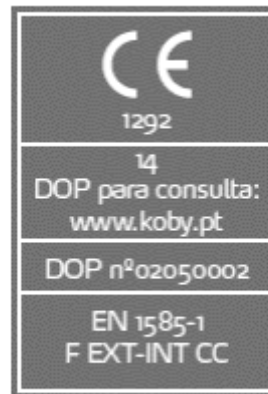 CE
1292
14
DOP para consulta:
www.koby.pt
DOP nº02050002
EN 1585-1
F EXT-INT CC